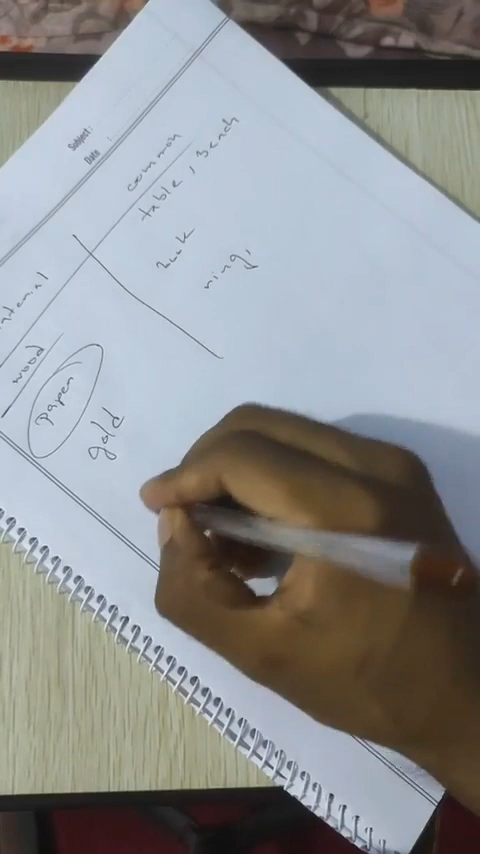 Subject :
Date :
material common
wood table, Bench
paper book
gold ring,